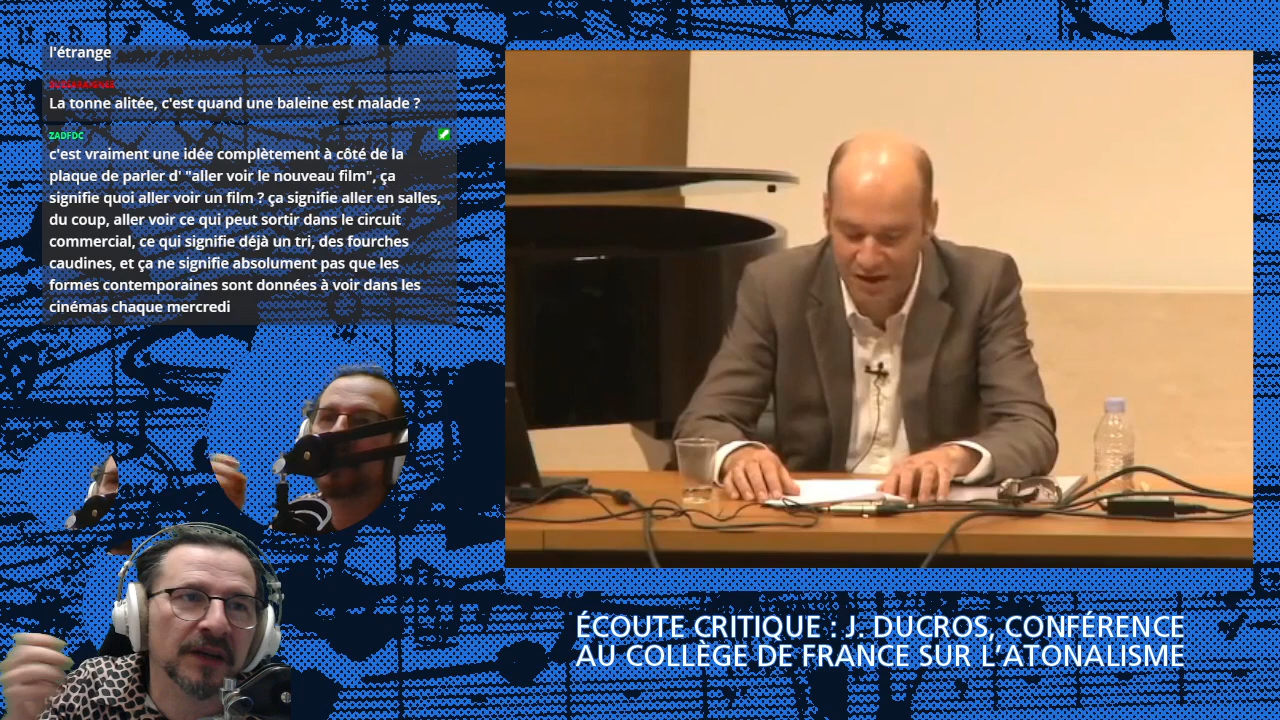 l'étrange
La tonne alitée, c'est quand une baleine est malade ?
ZADFDC
c'est vraiment une idée complètement à côté de la
plaque de parler d' "aller voir le nouveau film", ça
signifie quoi aller voir un film ? ça signifie aller en salles,
du coup, aller voir ce qui peut sortir dans le circuit
commercial, ce qui signifie déjà un tri, des fourches
caudines, et ça ne signifie absolument pas que les
formes contemporaines sont données à voir dans les
cinémas chaque mercredi
ÉCOUTE CRITIQUE : J. DUCROS, CONFÉRENCE
AU COLLÈGE DE FRANCE SUR L'ATONALISME